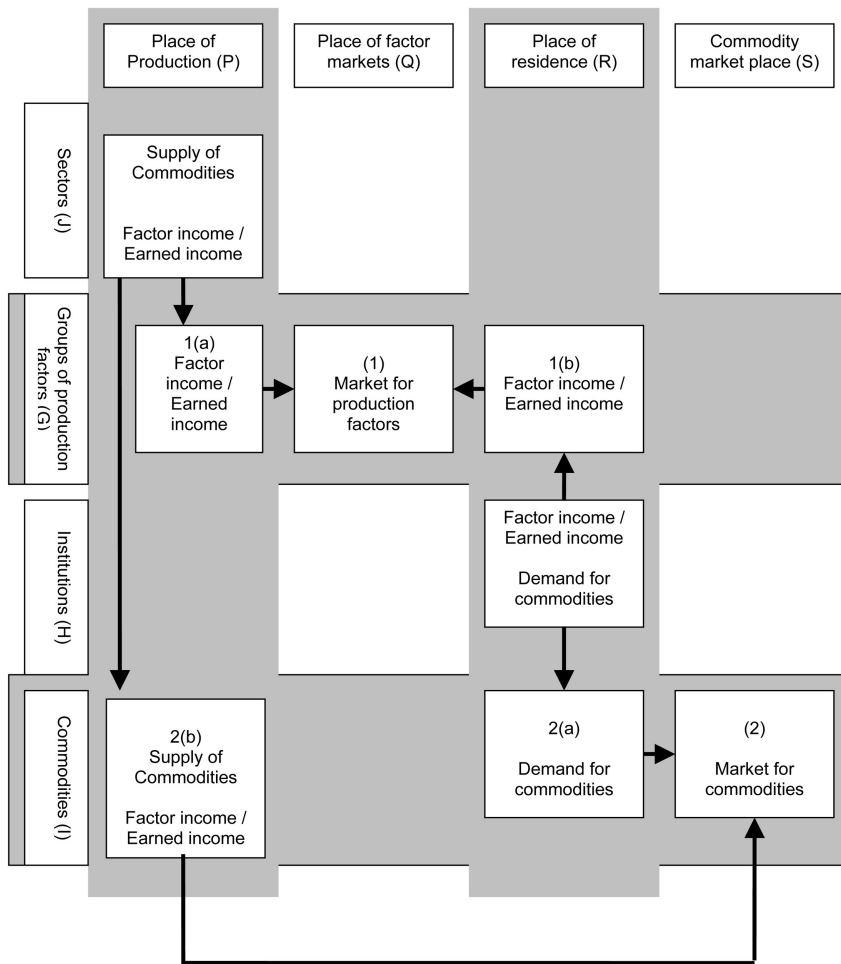 Place of
Production (P)
Place of factor
markets (Q)
Place of
residence (R)
Commodity
market place (S)
Sectors (J)
Supply of
Commodities
Factor income /
Earned income
Groups of production
factors (G)
1(a)
Factor
income /
Earned
income
(1)
Market for
production
factors
1(b)
Factor income /
Earned income
Institutions (H)
Factor income /
Earned income
Demand for
commodities
Commodities (I)
2(b)
Supply of
Commodities
Factor income /
Earned income
2(a)
Demand for
commodities
(2)
Market for
commodities